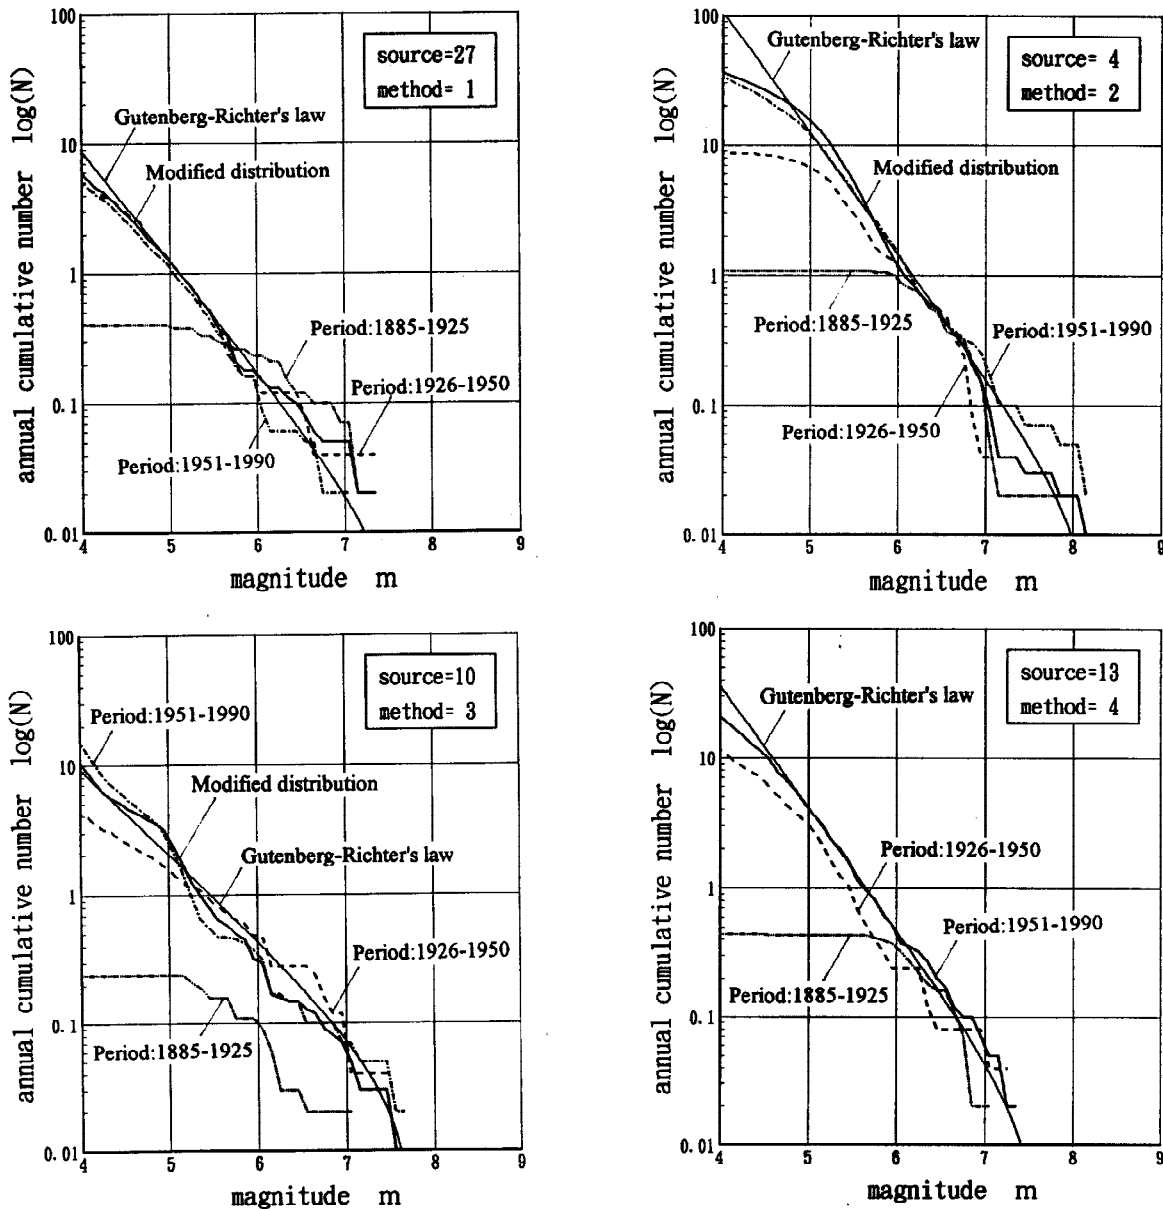 100
source=27
method= 1
Gutenberg-Richter's law
10
Modified distribution
1
Period:1885-1925
Period:1926-1950
0.1
Period:1951-1990
0.01
4 5 6 7 8 9
magnitude m
annual cumulative number log(N)
100
Gutenberg-Richter's law
source= 4
method= 2
10
Modified distribution
1
Period:1885-1925
Period:1951-1990
0.1
Period:1926-1950
0.01
4 5 6 7 8 9
magnitude m
annual cumulative number log(N)
100
source=10
method= 3
Period:1951-1990
10
Modified distribution
Gutenberg-Richter's law
1
Period:1926-1950
0.1
Period:1885-1925
0.01
4 5 6 7 8 9
magnitude m
annual cumulative number log(N)
100
source=13
method= 4
Gutenberg-Richter's law
10
Period:1926-1950
1
Period:1951-1990
Period:1885-1925
0.1
0.01
4 5 6 7 8 9
magnitude m
annual cumulative number log(N)